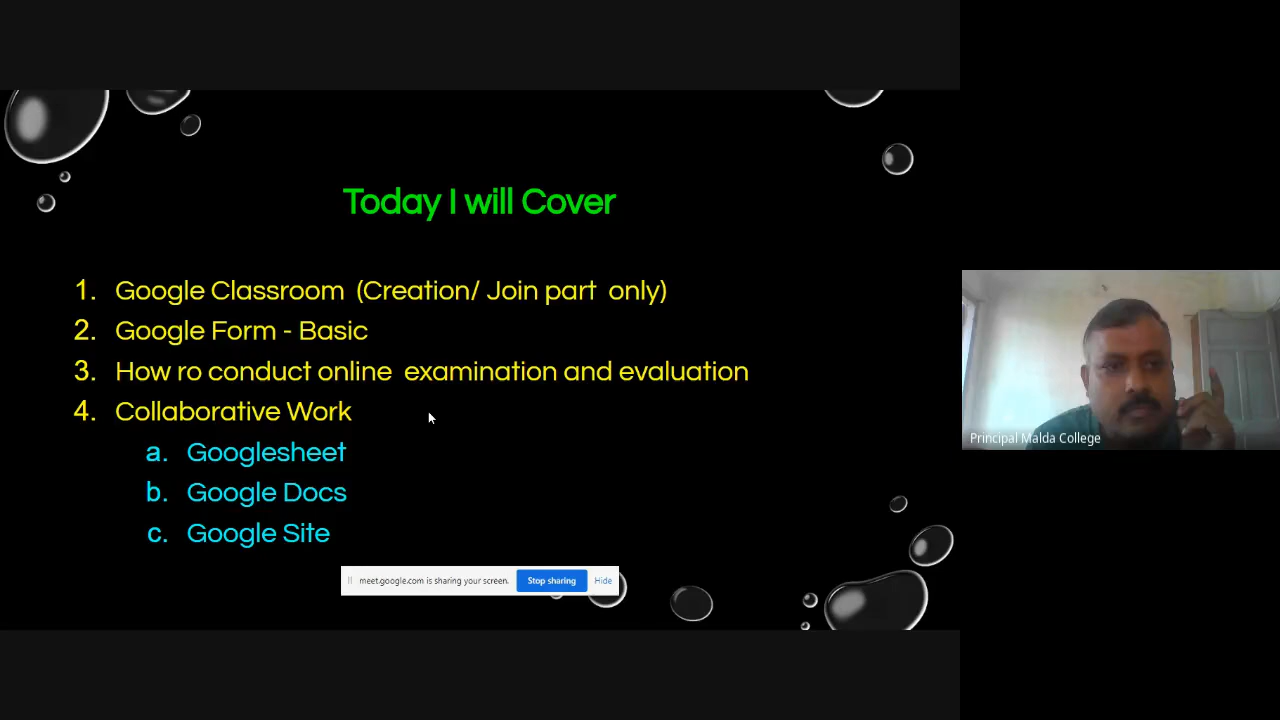 Today I will Cover
1. Google Classroom (Creation/ Join part only)
2. Google Form - Basic
3. How ro conduct online examination and evaluation
4. Collaborative Work
a. Googlesheet
b. Google Docs
c. Google Site
meet.google.com is sharing your screen. Stop sharing Hide
Principal Malda College